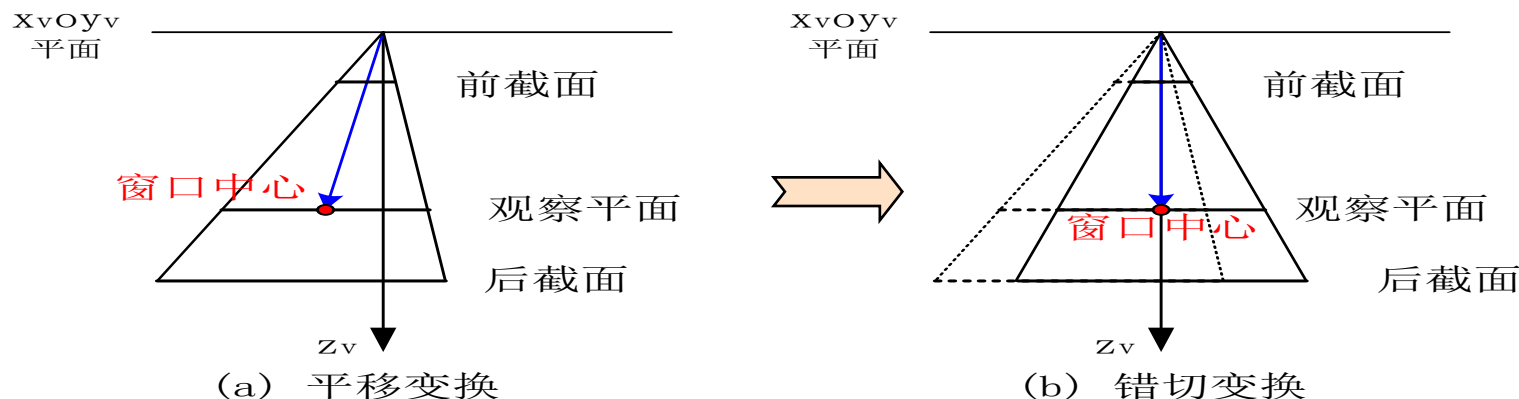 xvoyv
平面
前截面
窗口中心
观察平面
后截面
zv
(a) 平移变换
xvoyv
平面
前截面
观察平面
窗口中心
后截面
zv
(b) 错切变换